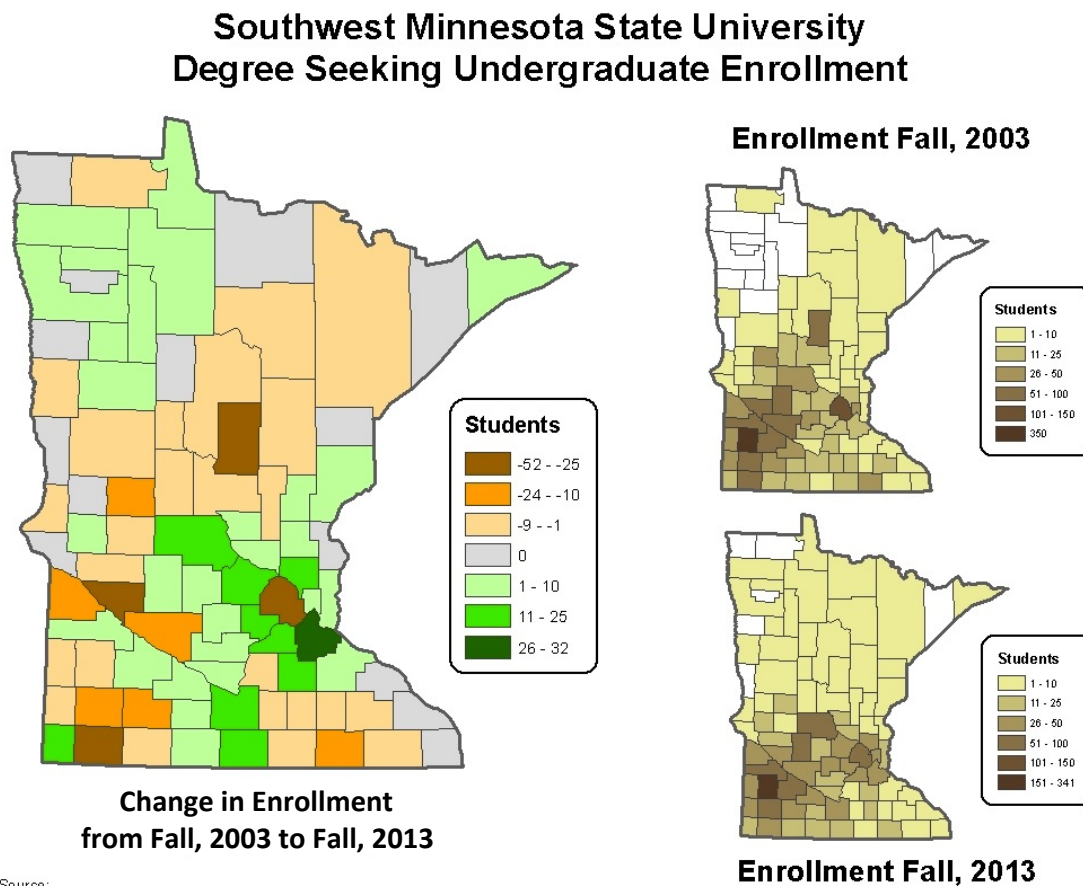 Southwest Minnesota State University
Degree Seeking Undergraduate Enrollment
Enrollment Fall, 2003
Students
1 - 10
11 - 25
26 - 50
51 - 100
101 - 150
350
Students
-52 - -25
-24 - -10
-9 - -1
0
1 - 10
11 - 25
26 - 32
Students
1 - 10
11 - 25
26 - 50
51 - 100
101 - 150
151 - 341
Change in Enrollment
from Fall, 2003 to Fall, 2013
Enrollment Fall, 2013
Source: